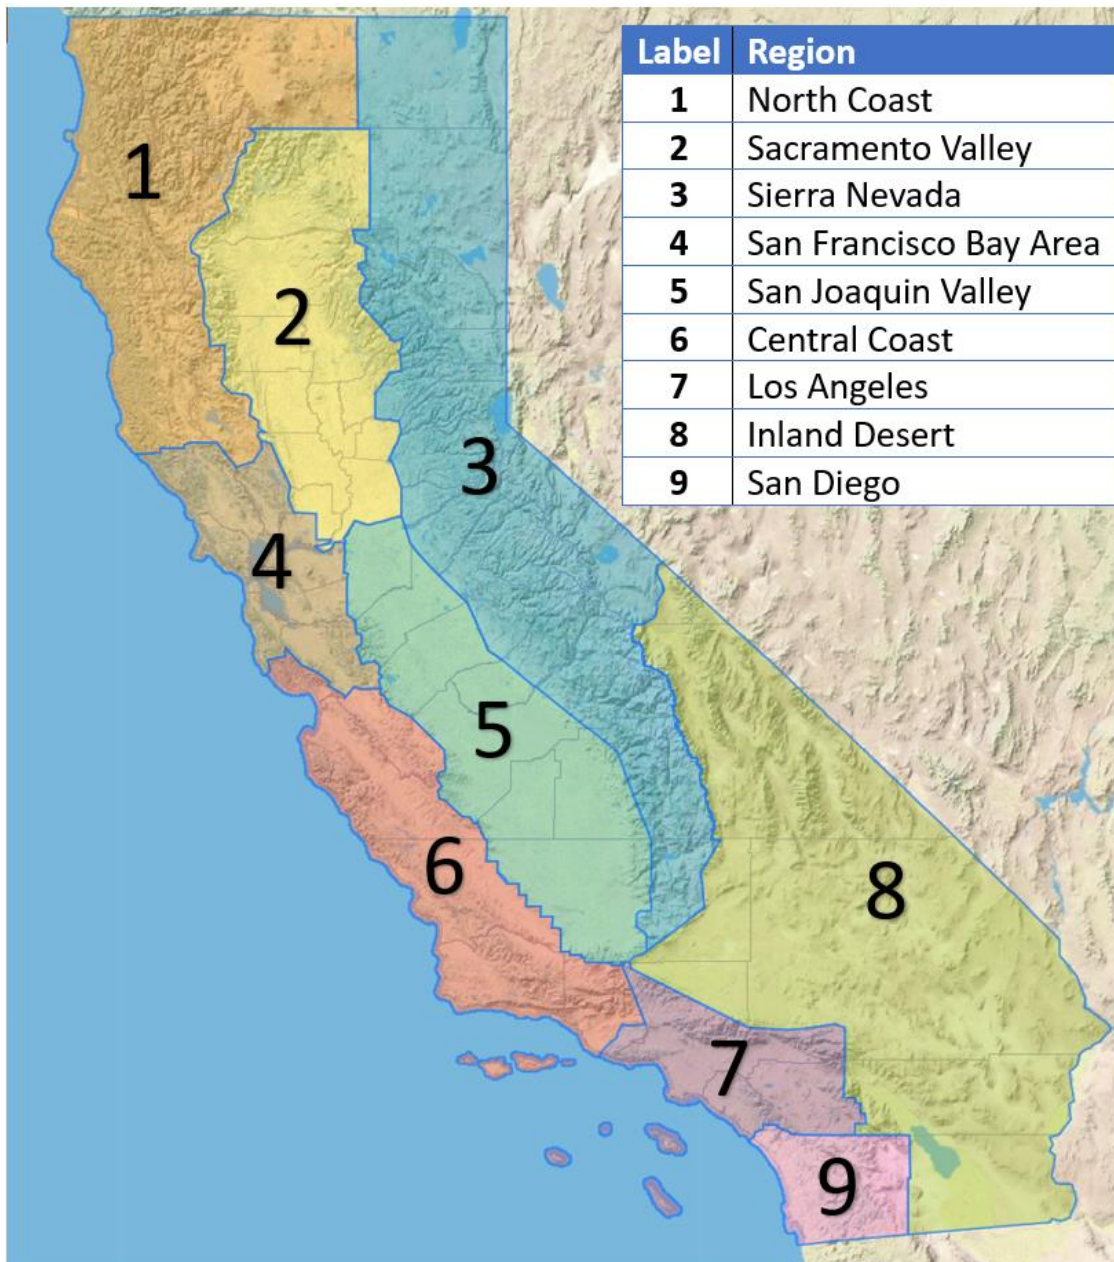 Label Region
1 North Coast
2 Sacramento Valley
3 Sierra Nevada
4 San Francisco Bay Area
5 San Joaquin Valley
6 Central Coast
7 Los Angeles
8 Inland Desert
9 San Diego
1
2
3
4
5
6
8
7
9